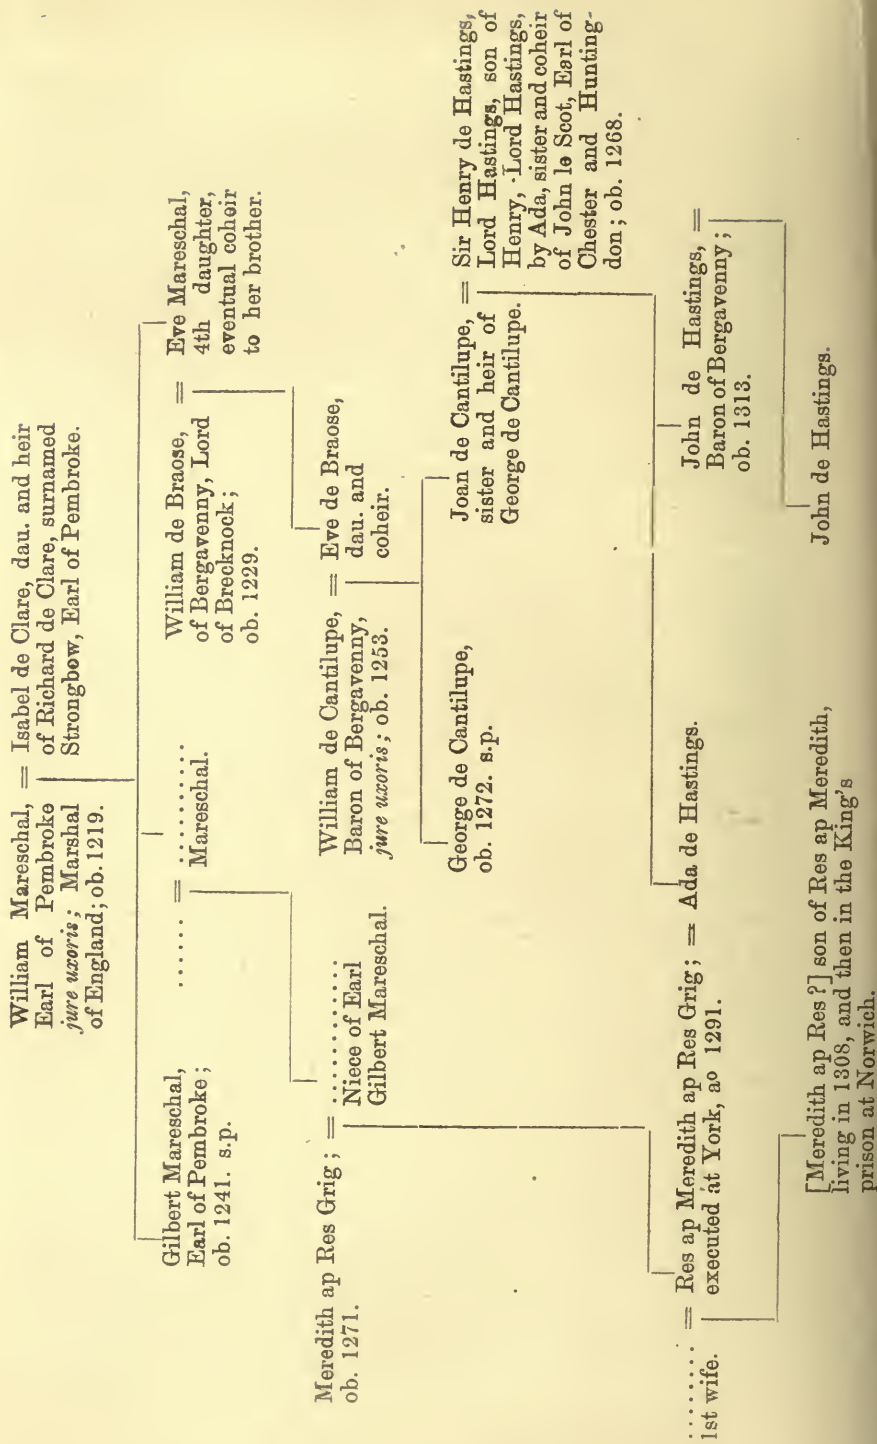 William Mareschal, = Isabel de Clare, dau. and heir
Earl of Pembroke of Richard de Clare, surnamed
jure uxoris; Marshal Strongbow, Earl of Pembroke.
of England; ob. 1219.
Gilbert Mareschal,
Earl of Pembroke;
ob. 1241. s.p.
...... = ..........
Mareschal.
William de Braose, = Eve Mareschal,
of Bergavenny, Lord 4th daughter,
of Brecknock; eventual coheir
ob. 1229. to her brother.
Meredith ap Res Grig; = ............
ob. 1271. Niece of Earl
Gilbert Mareschal.
William de Cantilupe, = Eve de Braose,
Baron of Bergavenny, dau. and
jure uxoris; ob. 1253. coheir.
George de Cantilupe,
ob. 1272. s.p.
Joan de Cantilupe, = Sir Henry de Hastings,
sister and heir of Lord Hastings, son of
George de Cantilupe. Henry, Lord Hastings,
by Ada, sister and coheir
of John le Scot, Earl of
Chester and Hunting-
don; ob. 1268.
......... = Res ap Meredith ap Res Grig; = Ada de Hastings.
1st wife. executed at York, aº 1291.
John de Hastings, =
Baron of Bergavenny;
ob. 1313.
[Meredith ap Res?] son of Res ap Meredith,
living in 1308, and then in the King's
prison at Norwich.
John de Hastings.